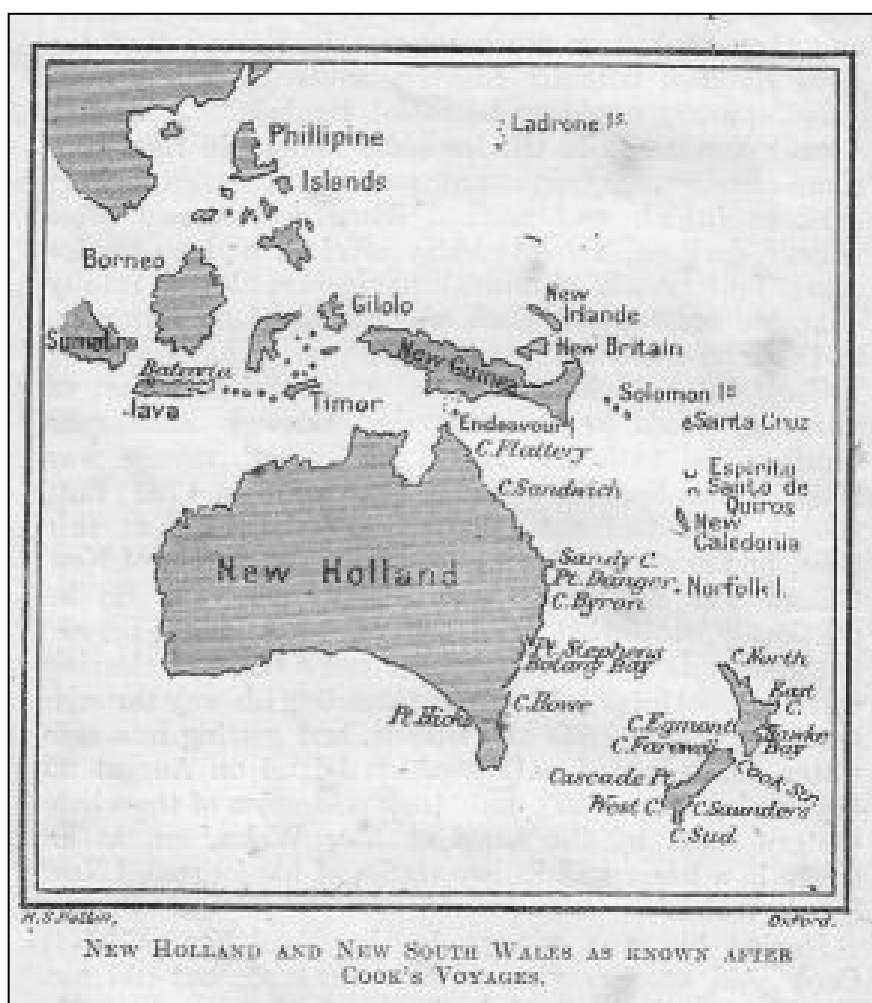 Ladrone Is.
Phillipine
Islands
Borneo
Gilolo
New
Irlande
Sumatra
New Guinea
New Britain
Batavia
Java
Timor
Solomon Is
Santa Cruz
Endeavour
C. Flattery
Espiritu
Santo de
Quiros
C. Sandwich
New
Caledonia
Sandy C.
New Holland
Pt. Danger
Norfolk I.
C. Byron
Pt. Stephens
Botany Bay
C. North
East
C.
Pt. Hicks
C. Howe
C. Egmont
Hawke
Bay
C. Farewell
Cascade Pt.
COOK STR
West C.
C. Saunders
C. Sud.
Oxford.
NEW HOLLAND AND NEW SOUTH WALES AS KNOWN AFTER
COOK'S VOYAGES.